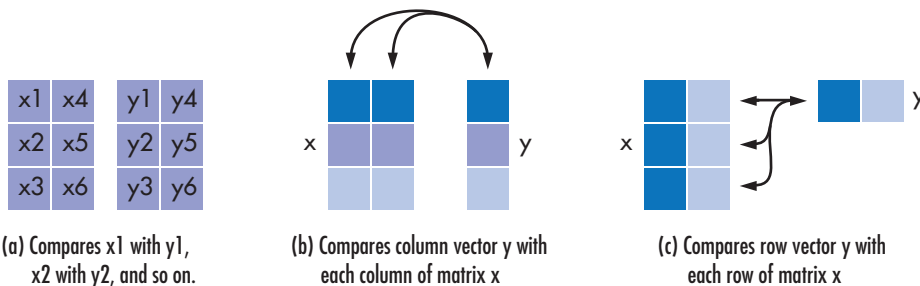 x1 x4 y1 y4
x2 x5 y2 y5
x3 x6 y3 y6
x y
x y
(a) Compares x1 with y1,
x2 with y2, and so on.
(b) Compares column vector y with
each column of matrix x
(c) Compares row vector y with
each row of matrix x